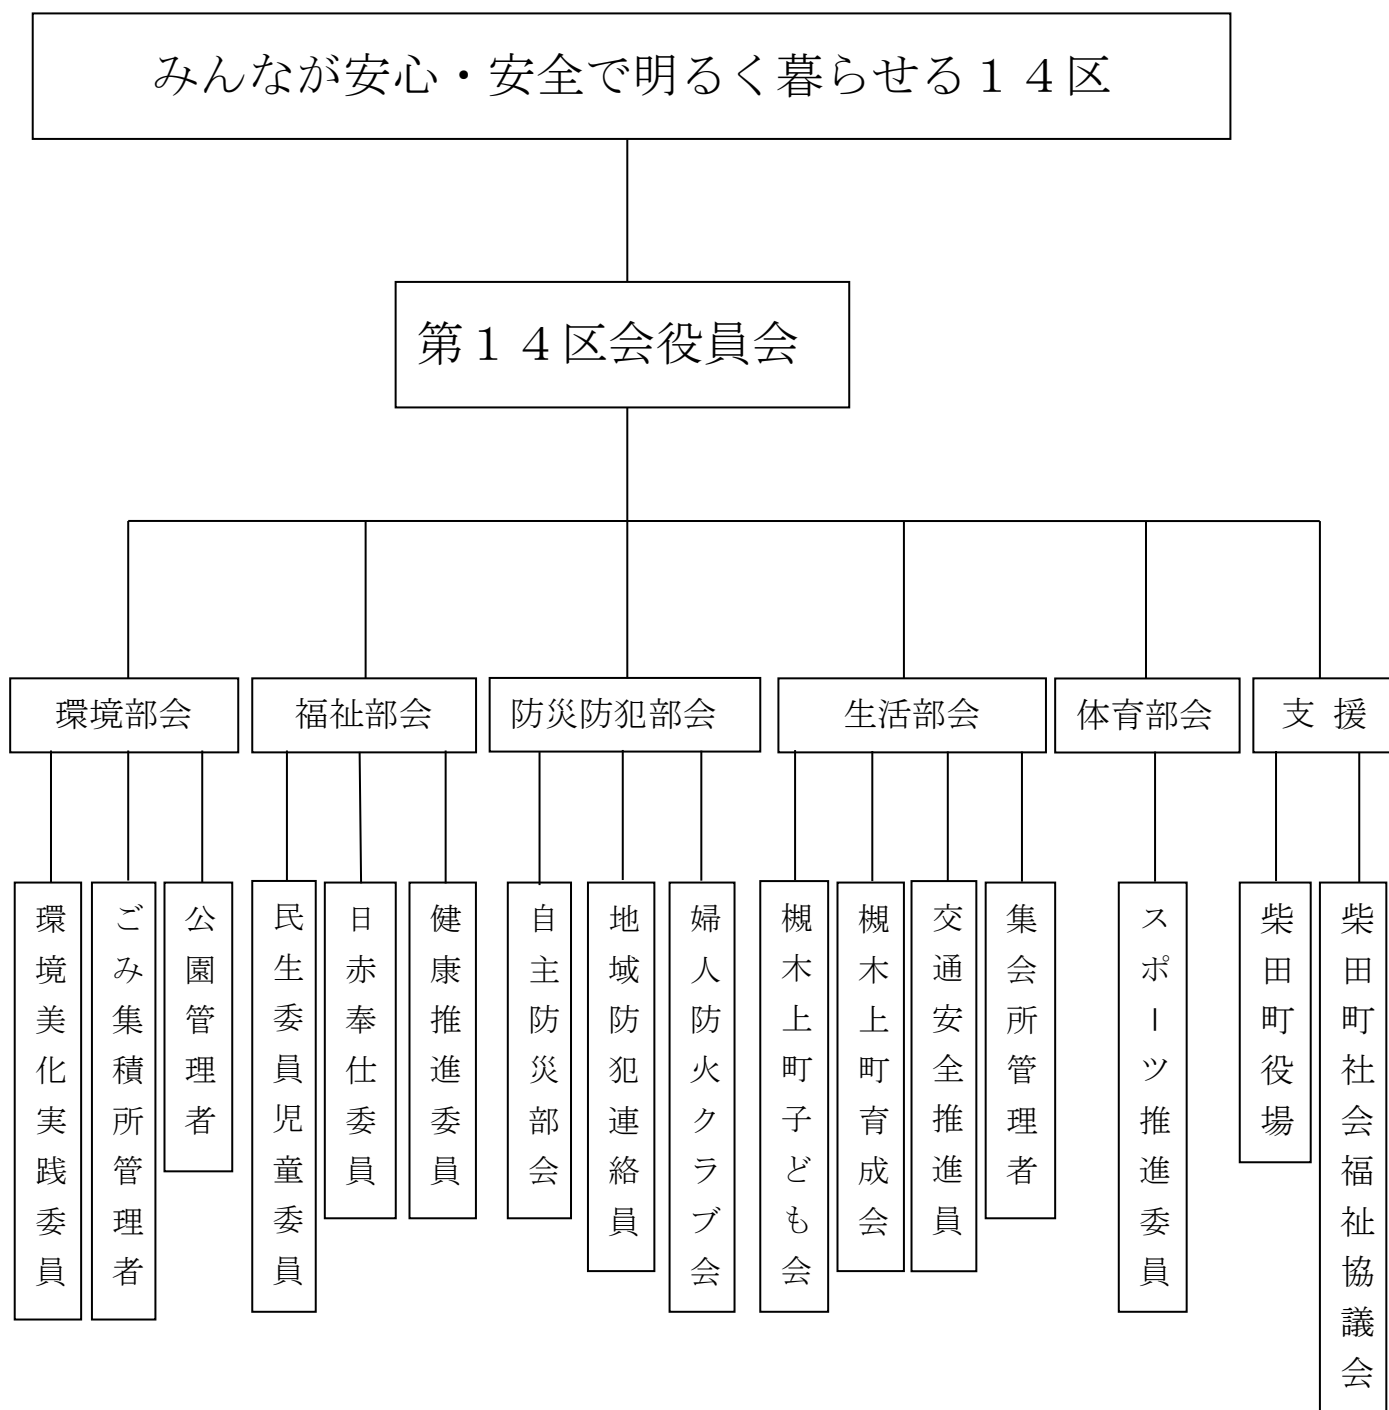 みんなが安心・安全で明るく暮らせる１４区
第１４区会役員会
環境部会
福祉部会
防災防犯部会
生活部会
体育部会
支 援
環境美化実践委員
ごみ集積所管理者
公園管理者
民生委員児童委員
日赤奉仕委員
健康推進委員
自主防災部会
地域防犯連絡員
婦人防火クラブ会
槻木上町子ども会
槻木上町育成会
交通安全推進員
集会所管理者
スポーツ推進委員
柴田町役場
柴田町社会福祉協議会